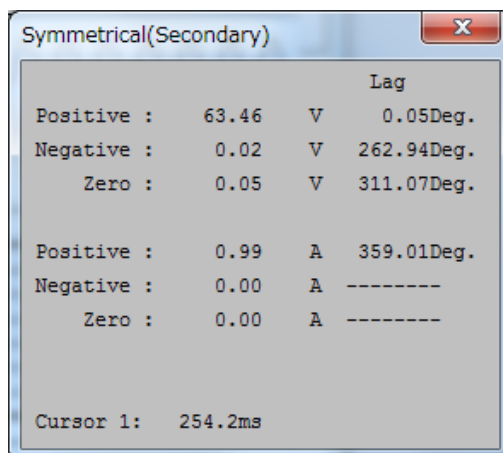 Symmetrical(Secondary)
Lag
Positive : 63.46 V 0.05Deg.
Negative : 0.02 V 262.94Deg.
Zero : 0.05 V 311.07Deg.
Positive : 0.99 A 359.01Deg.
Negative : 0.00 A --------
Zero : 0.00 A --------
Cursor 1: 254.2ms